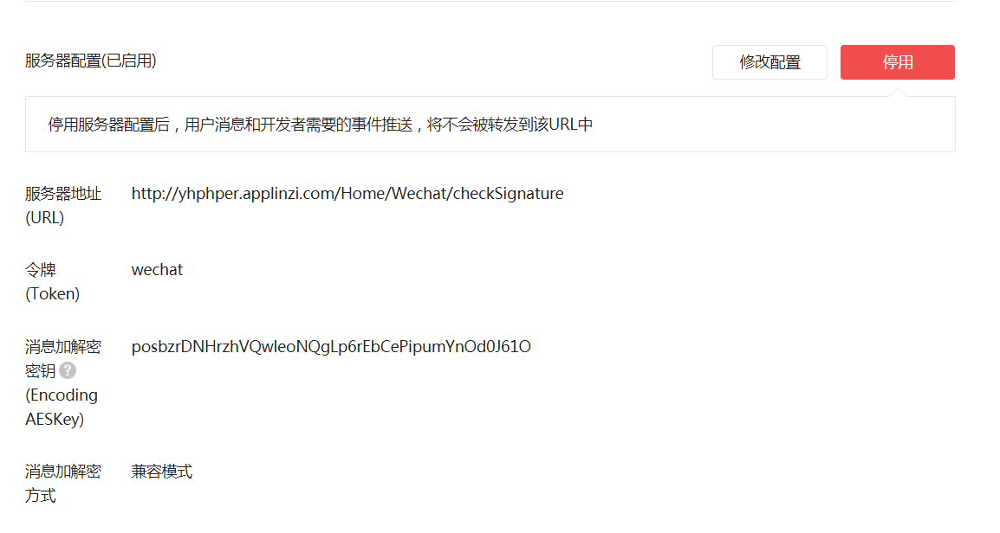 服务器配置(已启用)
修改配置
停用
停用服务器配置后，用户消息和开发者需要的事件推送，将不会被转发到该URL中
服务器地址
(URL)
http://yhphper.applinzi.com/Home/Wechat/checkSignature
令牌
(Token)
wechat
消息加解密
密钥
?
(Encoding
AESKey)
posbzrDNHrzhVQwleoNQgLp6rEbCePipumYnOd0J61O
消息加解密
方式
兼容模式